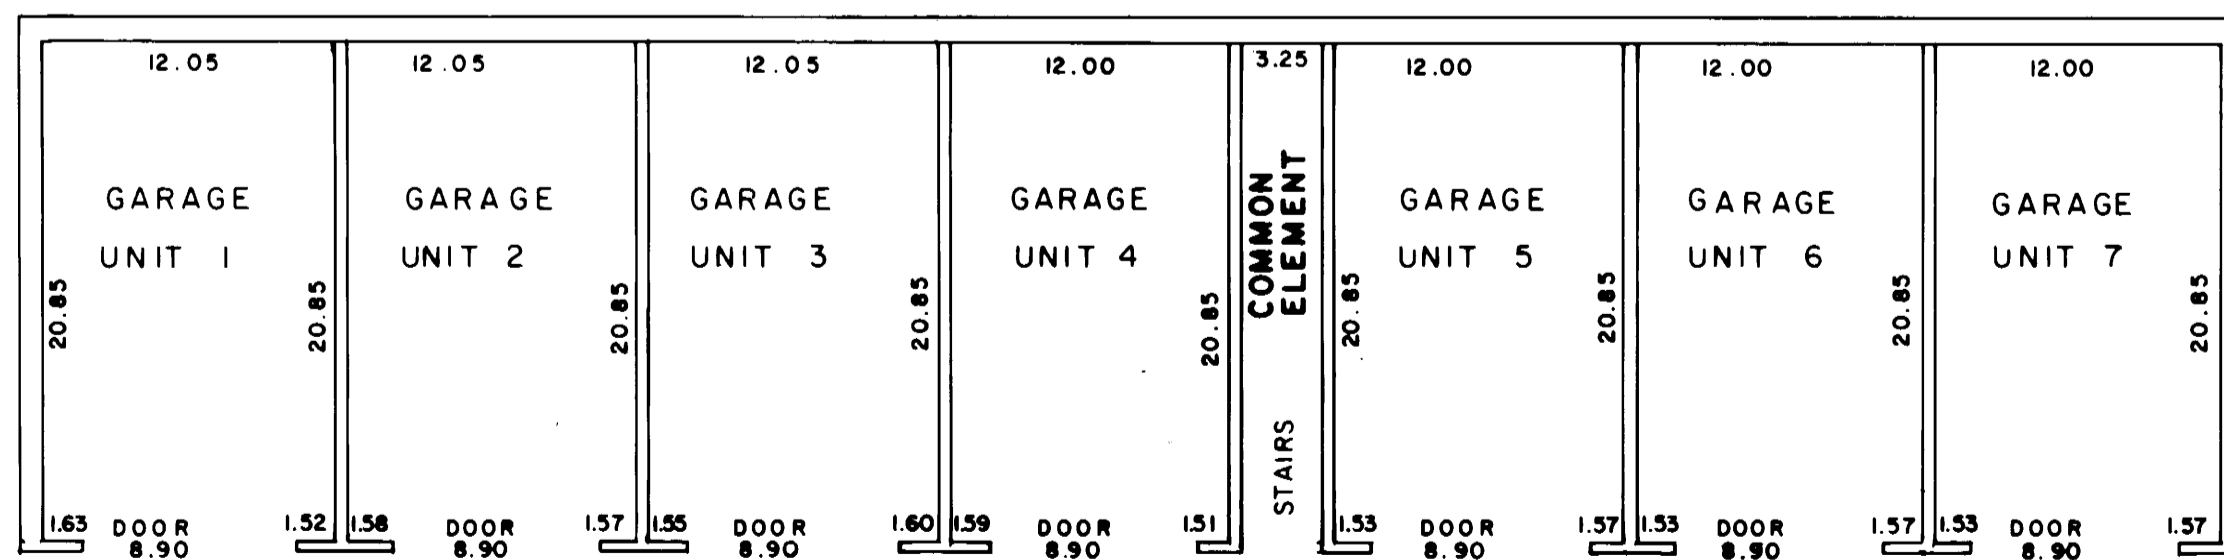 12.05
12.05
12.05
12.00
3.25
12.00
12.00
12.00
GARAGE
UNIT 1
GARAGE
UNIT 2
GARAGE
UNIT 3
GARAGE
UNIT 4
COMMON
ELEMENT
GARAGE
UNIT 5
GARAGE
UNIT 6
GARAGE
UNIT 7
20.85
20.85
20.85
20.85
20.85
20.85
20.85
20.85
20.85
STAIRS
1.63
DOOR
8.90
1.52
1.58
DOOR
8.90
1.57
1.55
DOOR
8.90
1.60
1.59
DOOR
8.90
1.51
1.53
DOOR
8.90
1.57
1.53
DOOR
8.90
1.57
1.53
DOOR
8.90
1.57